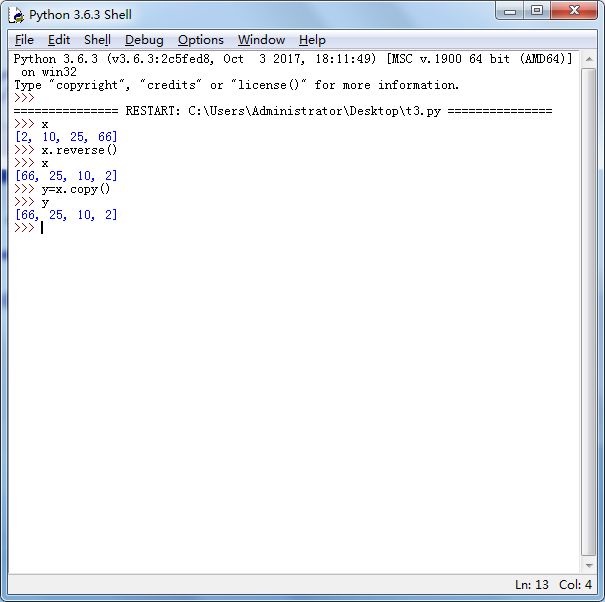 Python 3.6.3 Shell
File Edit Shell Debug Options Window Help
Python 3.6.3 (v3.6.3:2c5fed8, Oct  3 2017, 18:11:49) [MSC v.1900 64 bit (AMD64)]
 on win32
Type "copyright", "credits" or "license()" for more information.
>>>
=============== RESTART: C:\Users\Administrator\Desktop\t3.py ===============
>>> x
[2, 10, 25, 66]
>>> x.reverse()
>>> x
[66, 25, 10, 2]
>>> y=x.copy()
>>> y
[66, 25, 10, 2]
>>>
Ln: 13 Col: 4